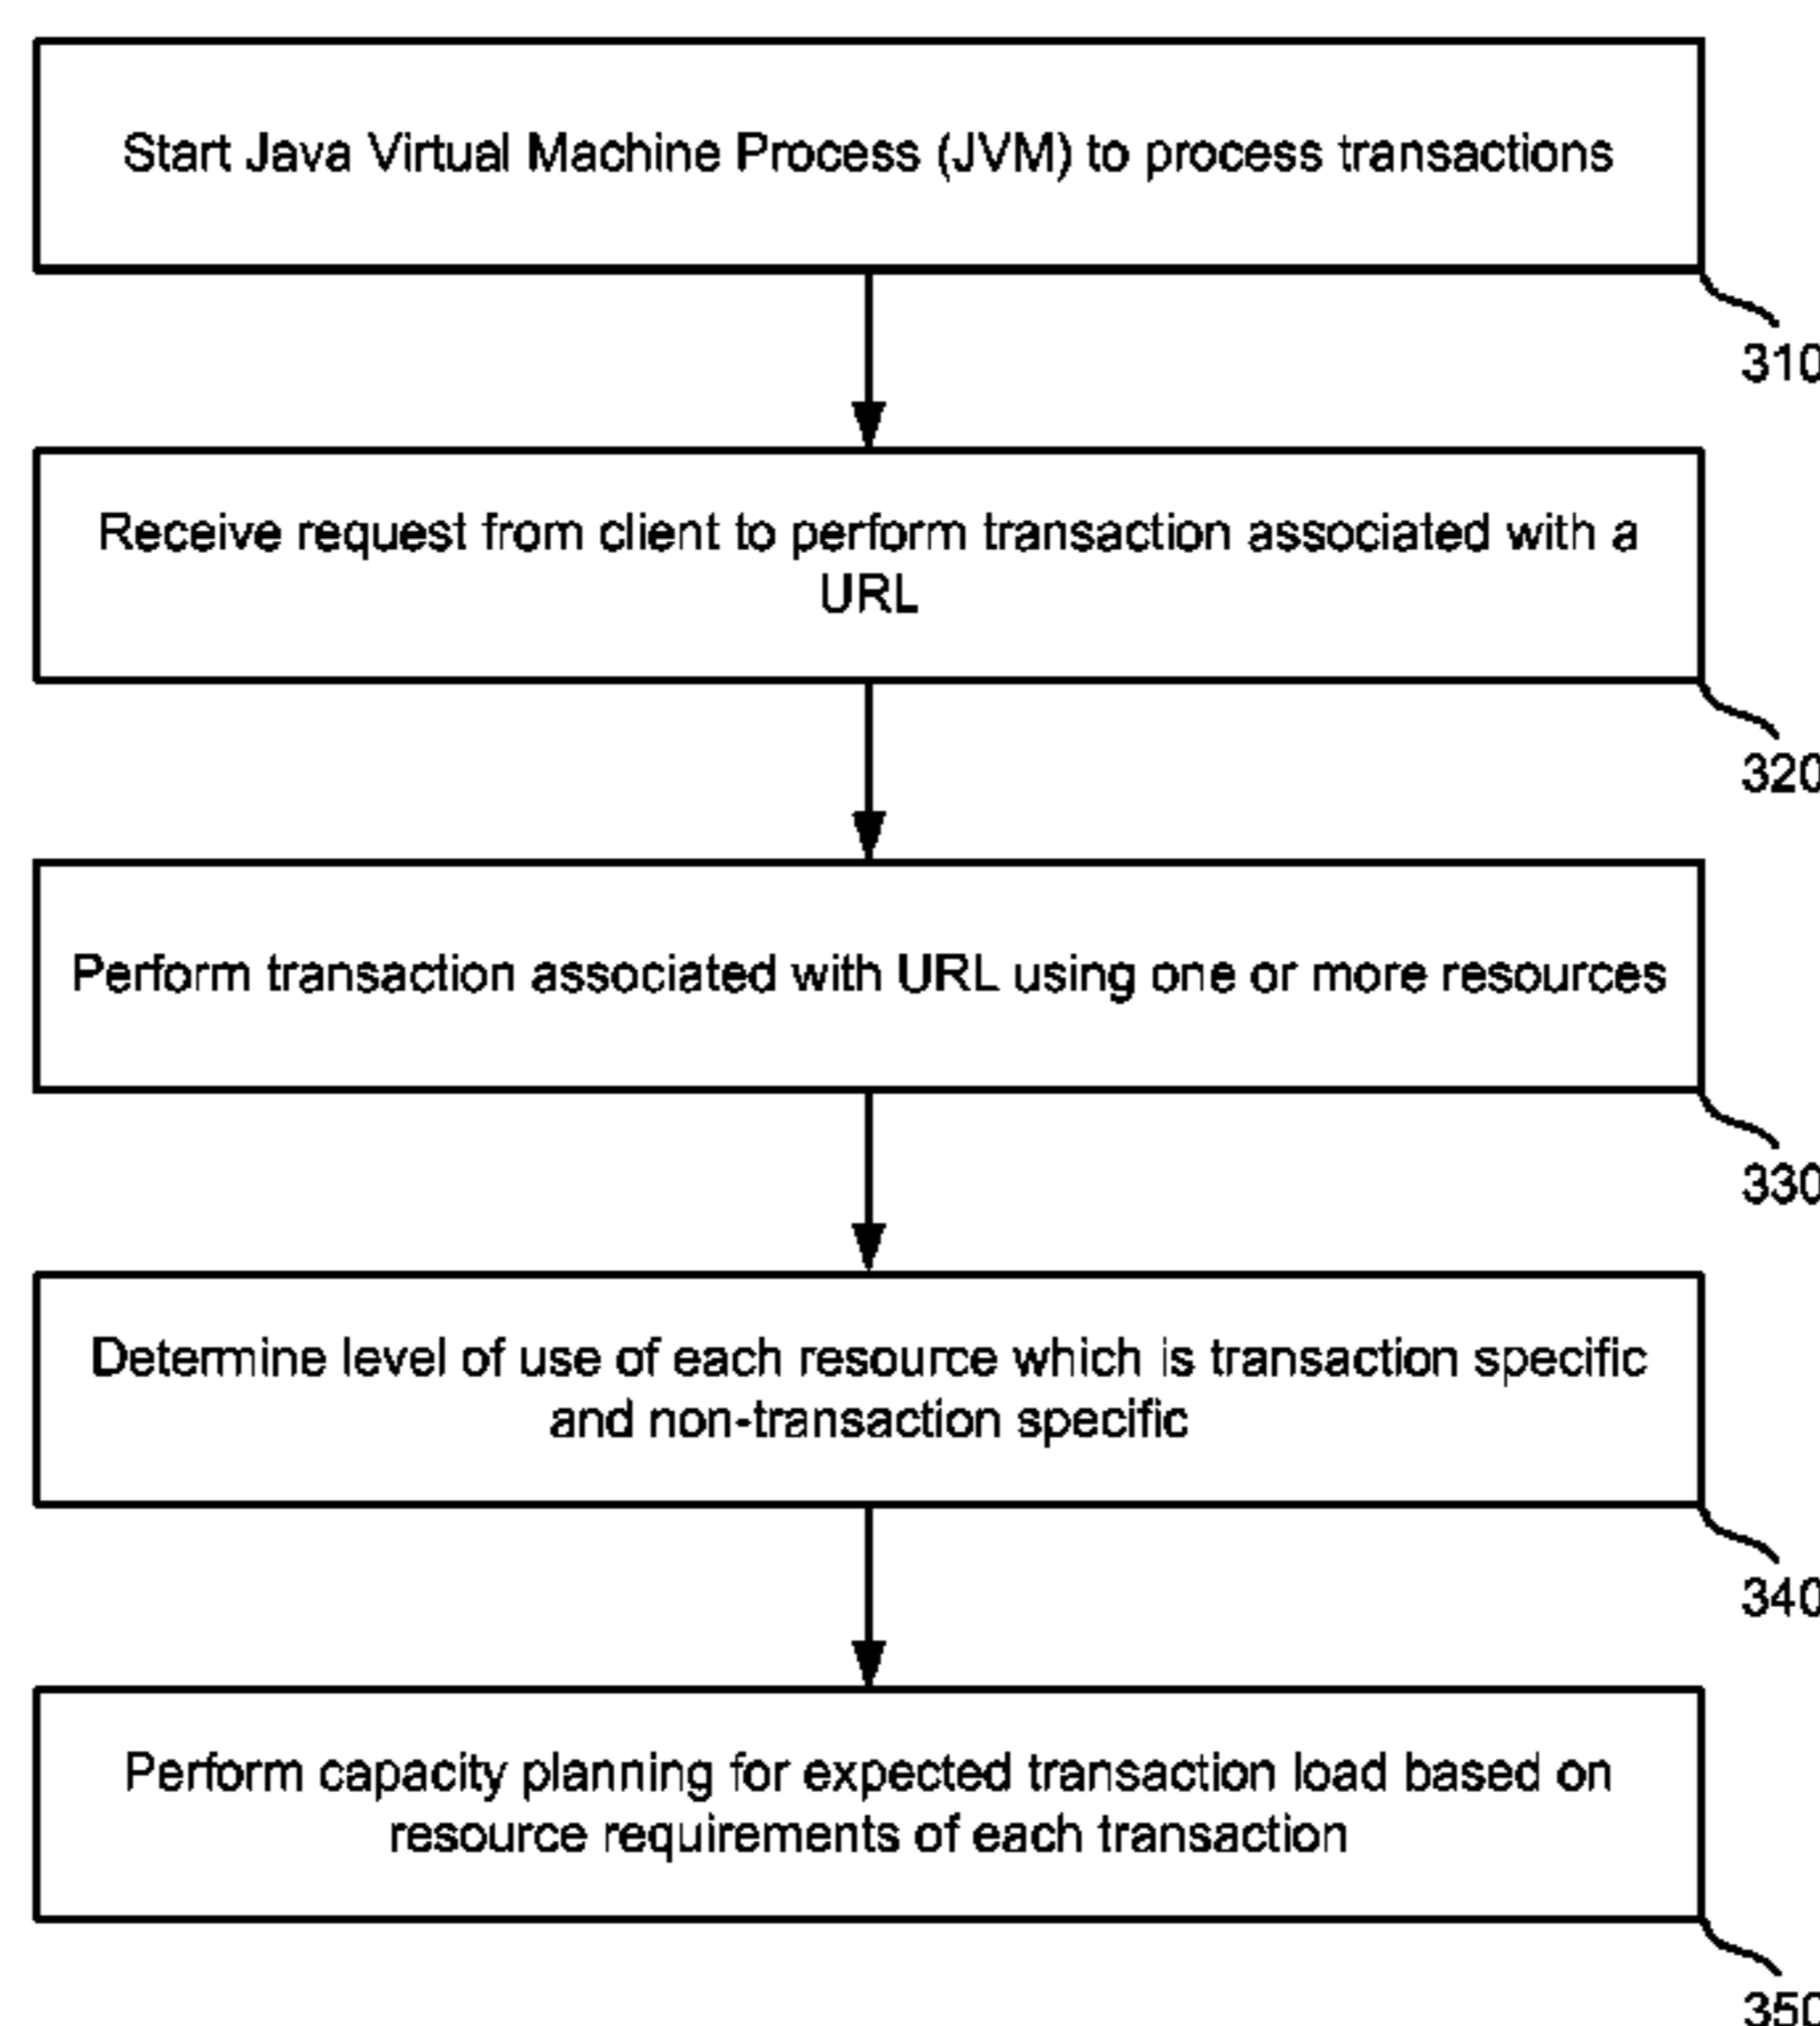 Start Java Virtual Machine Process (JVM) to process transactions
310
Receive request from client to perform transaction associated with a
URL
320
Perform transaction associated with URL using one or more resources
330
Determine level of use of each resource which is transaction specific
and non-transaction specific
340
Perform capacity planning for expected transaction load based on
resource requirements of each transaction
350